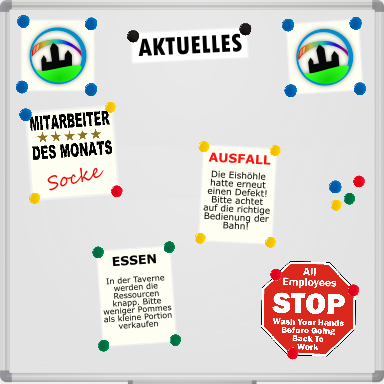 AKTUELLES
MITARBEITER
DES MONATS
Socke
AUSFALL
Die Eishöhle
hatte erneut
einen Defekt!
Bitte achtet
auf die richtige
Bedienung der
Bahn!
ESSEN
In der Taverne
werden die
Ressourcen
knapp. Bitte
weniger Pommes
als kleine Portion
verkaufen
All
Employees
STOP
Wash Your Hands
Before Going
Back To
Work